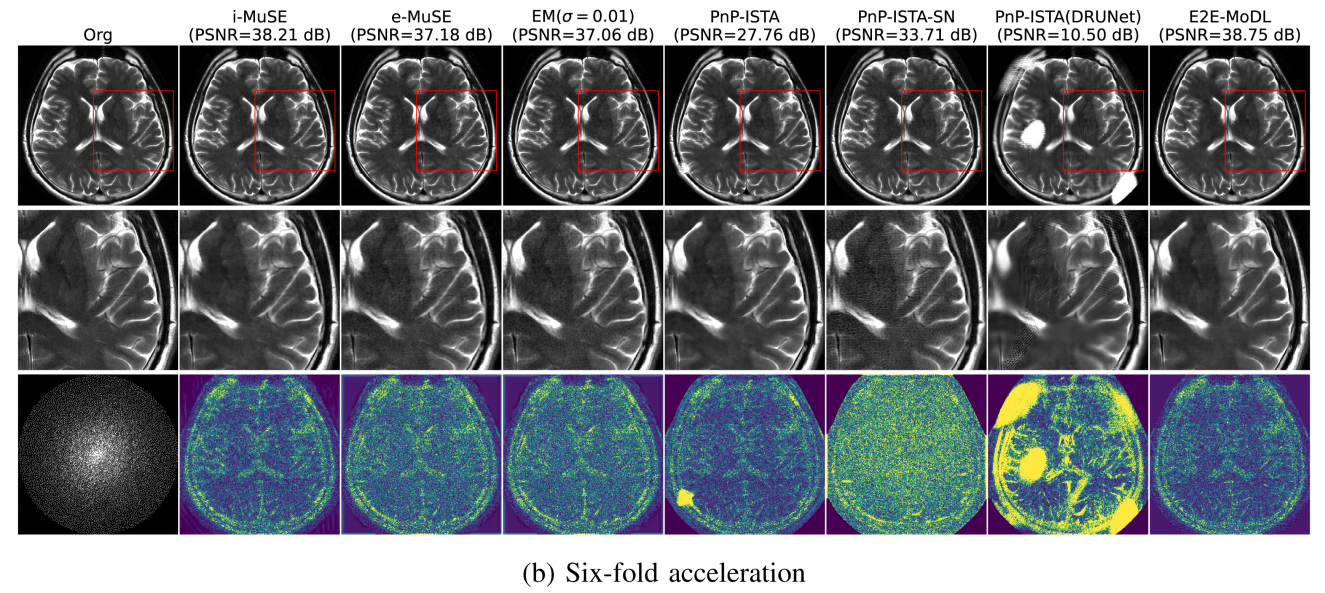 Org
i-MuSE
(PSNR=38.21 dB)
e-MuSE
(PSNR=37.18 dB)
EM(σ = 0.01)
(PSNR=37.06 dB)
PnP-ISTA
(PSNR=27.76 dB)
PnP-ISTA-SN
(PSNR=33.71 dB)
PnP-ISTA(DRUNet)
(PSNR=10.50 dB)
E2E-MoDL
(PSNR=38.75 dB)
(b) Six-fold acceleration